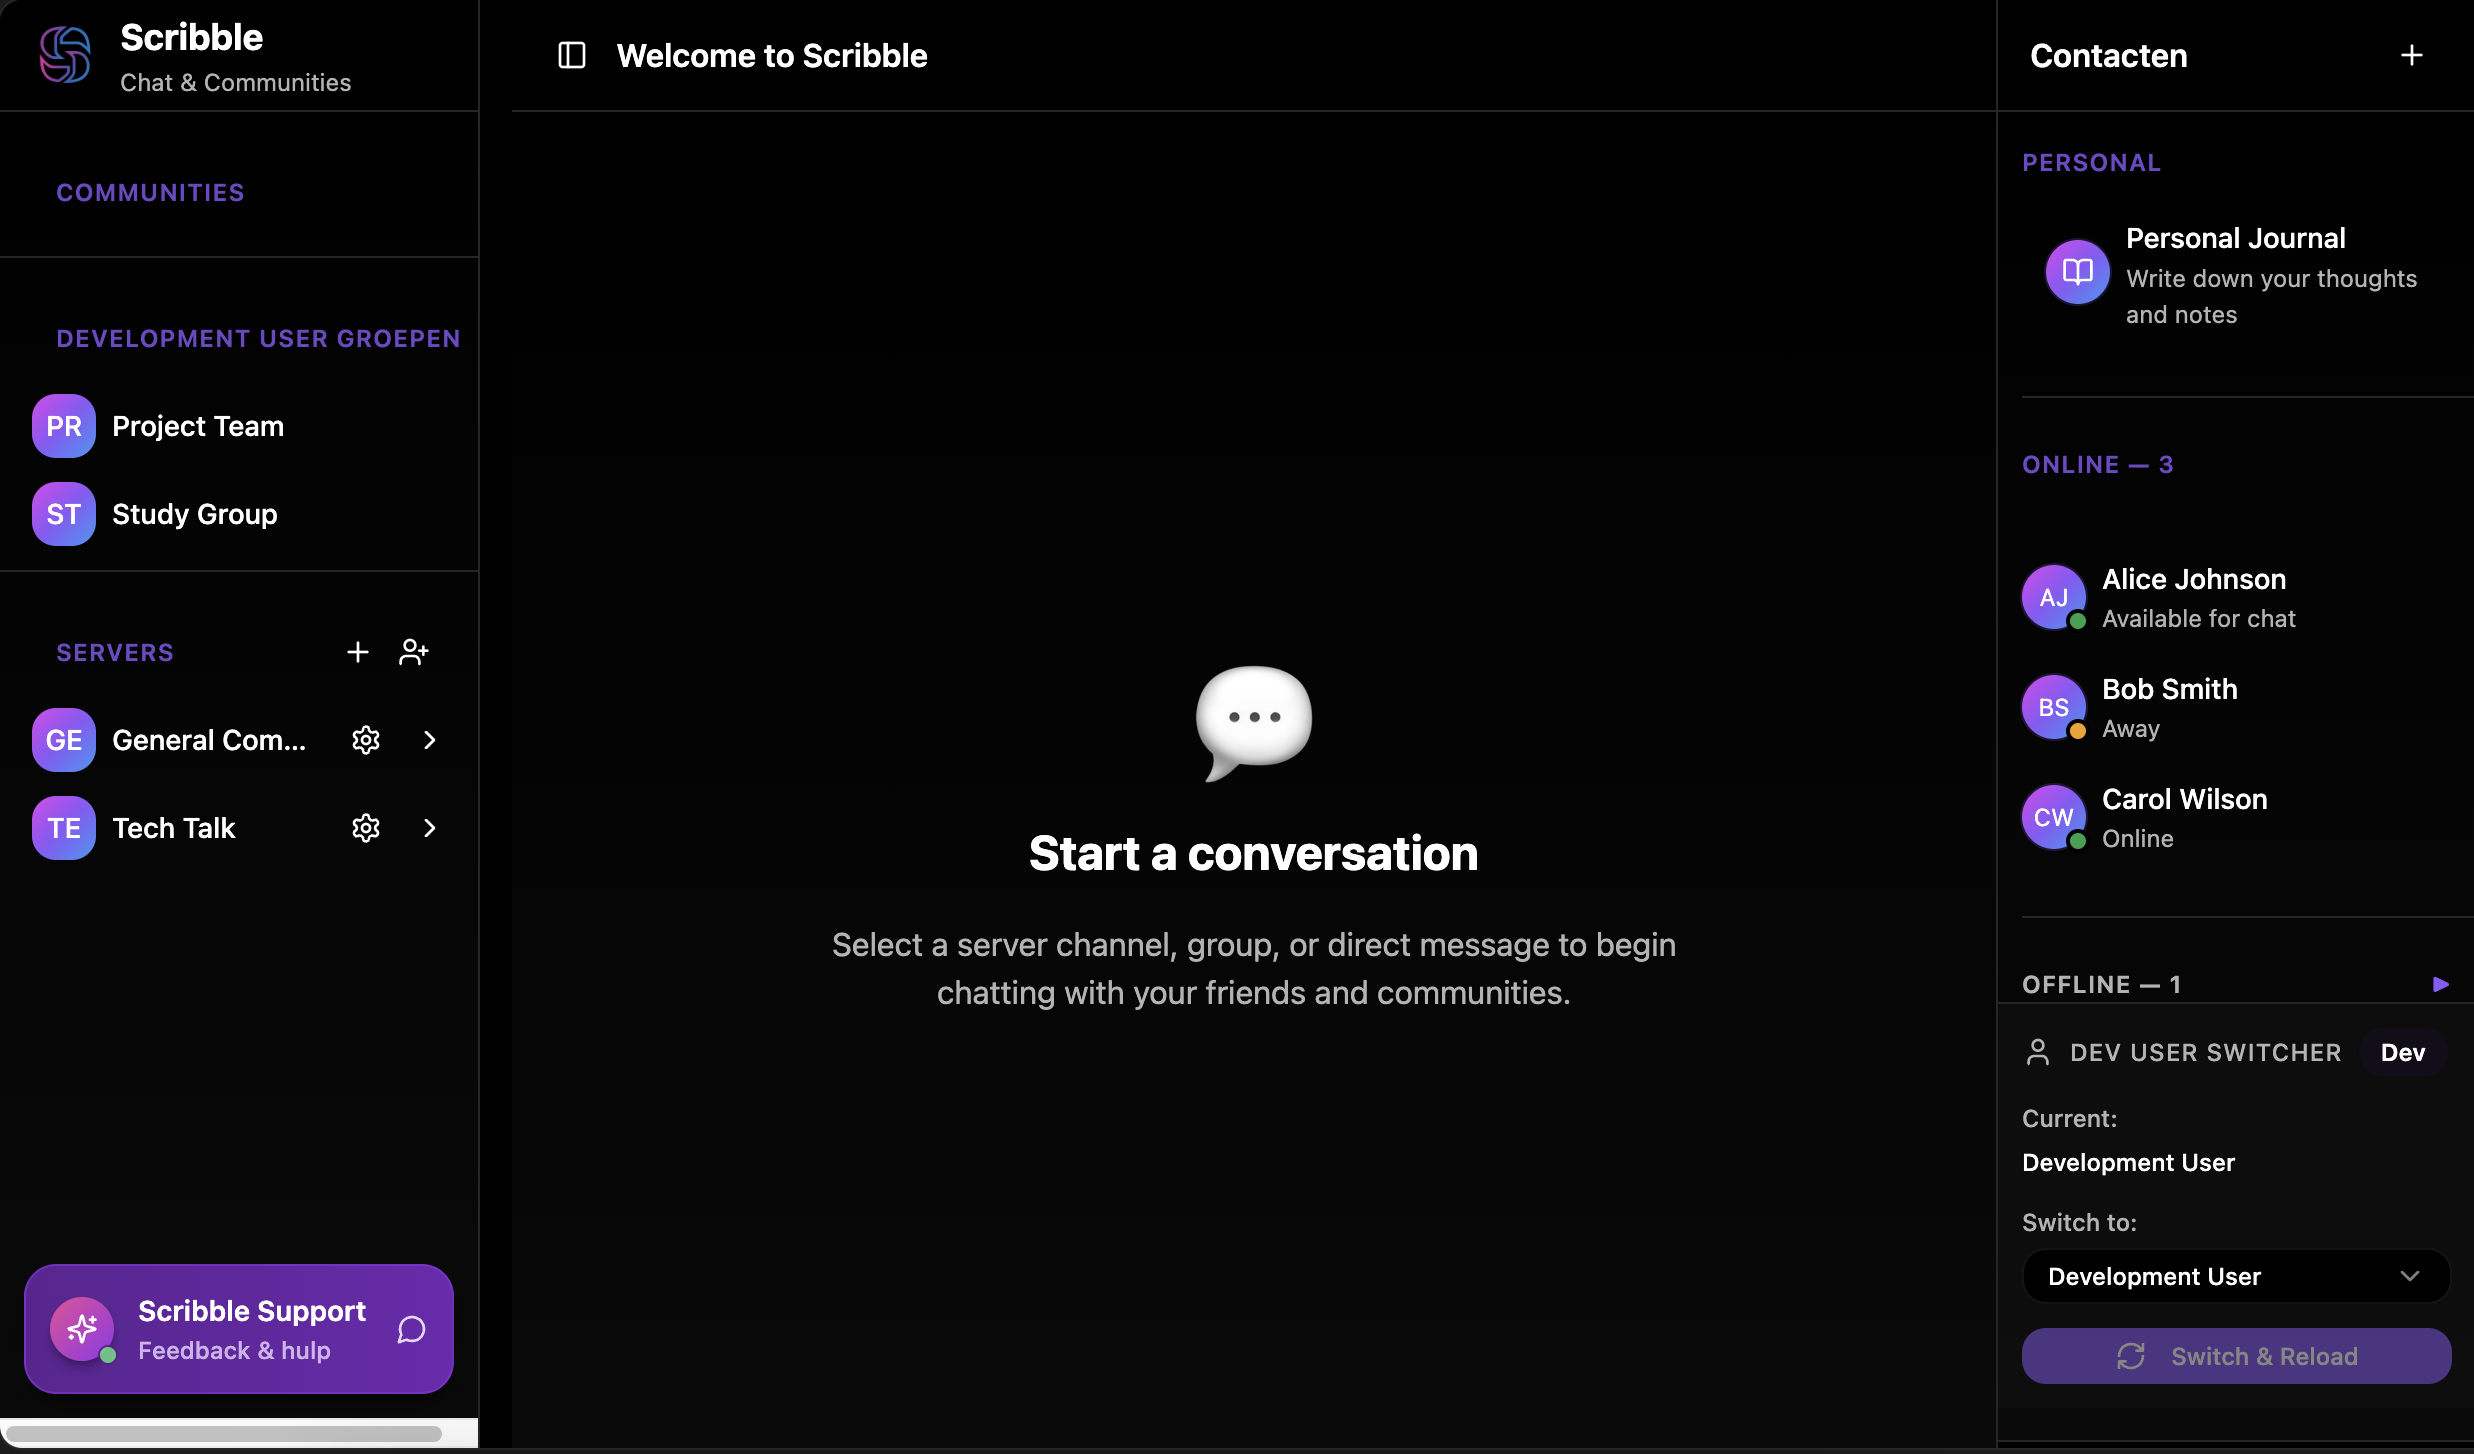 Scribble
Chat & Communities
COMMUNITIES
DEVELOPMENT USER GROEPEN
PR Project Team
ST Study Group
SERVERS
GE General Com...
TE Tech Talk
Scribble Support
Feedback & hulp
Welcome to Scribble
Start a conversation
Select a server channel, group, or direct message to begin
chatting with your friends and communities.
Contacten
PERSONAL
Personal Journal
Write down your thoughts
and notes
ONLINE — 3
AJ Alice Johnson
Available for chat
BS Bob Smith
Away
CW Carol Wilson
Online
OFFLINE — 1
DEV USER SWITCHER Dev
Current:
Development User
Switch to:
Development User
Switch & Reload